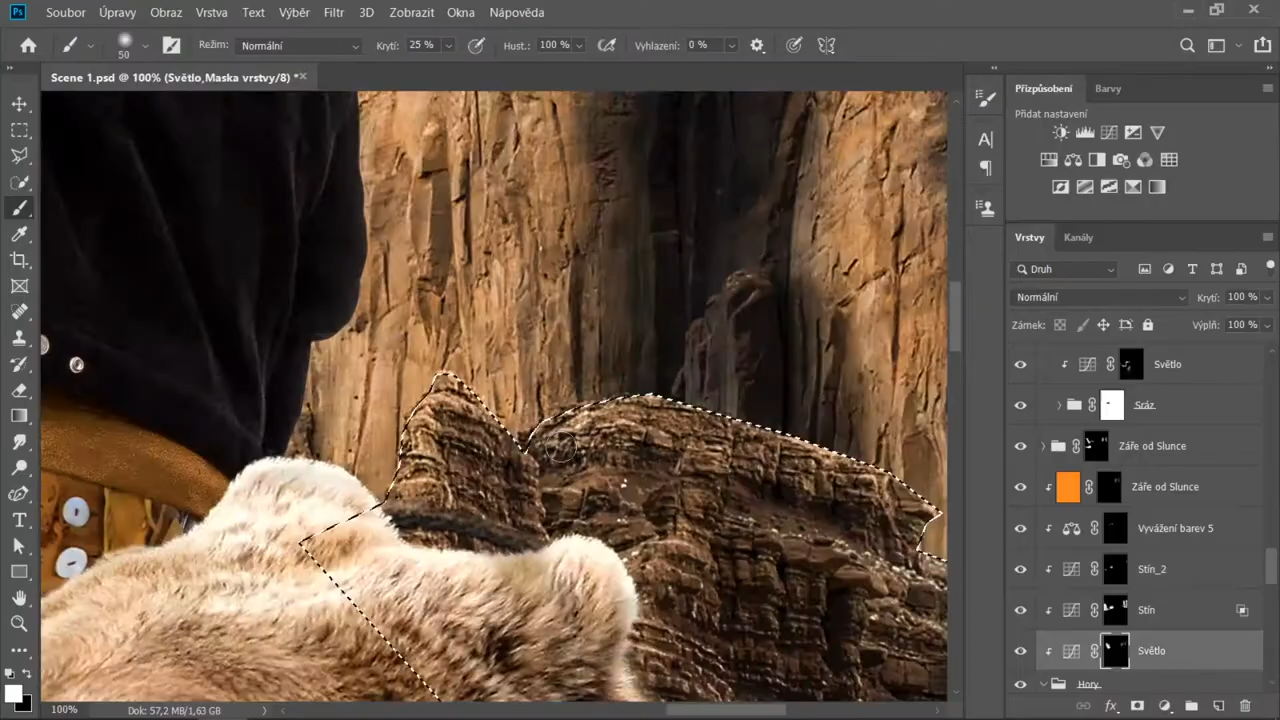 Ps Soubor Úpravy Obraz Vrstva Text Výběr Filtr 3D Zobrazit Okna Nápověda
50 Režim: Normální Krytí: 25 % Hust.: 100 % Vyhlazení: 0 %
Scene 1.psd @ 100% (Světlo,Maska vrstvy/8) *
Přizpůsobení Barvy
Přidat nastavení
Vrstvy Kanály
Druh
Normální Krytí: 100 %
Zámek: Výplň: 100 %
Světlo
Sráz
Záře od Slunce
Záře od Slunce
Vyvážení barev 5
Stín_2
Stín
Světlo
Hory
100% Dok: 57,2 MB/1,63 GB